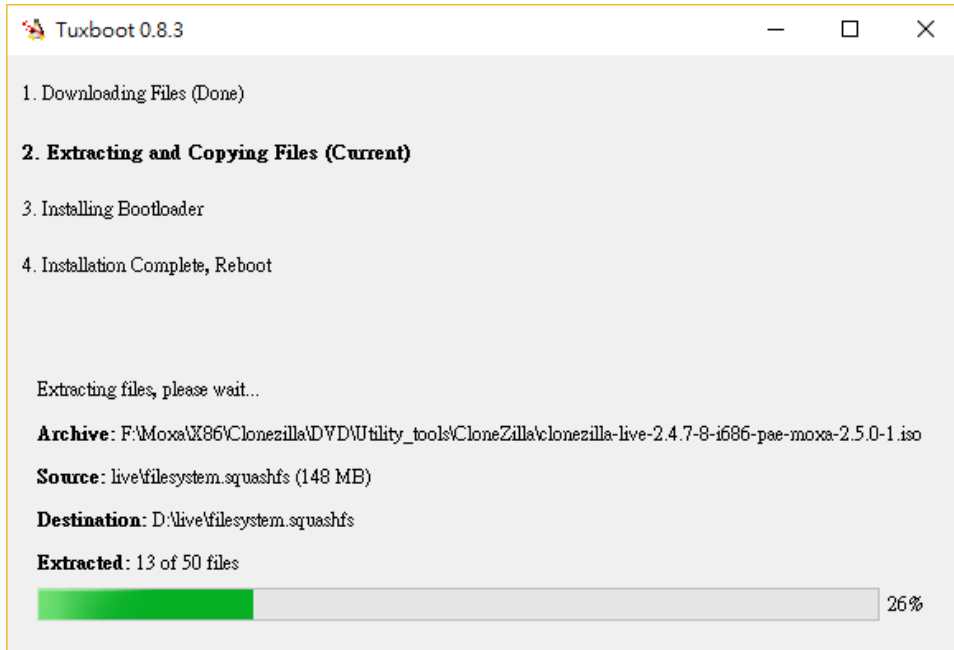 Tuxboot 0.8.3
1. Downloading Files (Done)
2. Extracting and Copying Files (Current)
3. Installing Bootloader
4. Installation Complete, Reboot
Extracting files, please wait...
Archive: F:\Moxa\X86\Clonezilla\DVD\Utility_tools\CloneZilla\clonezilla-live-2.4.7-8-i686-pae-moxa-2.5.0-1.iso
Source: live\filesystem.squashfs (148 MB)
Destination: D:\live\filesystem.squashfs
Extracted: 13 of 50 files
26%